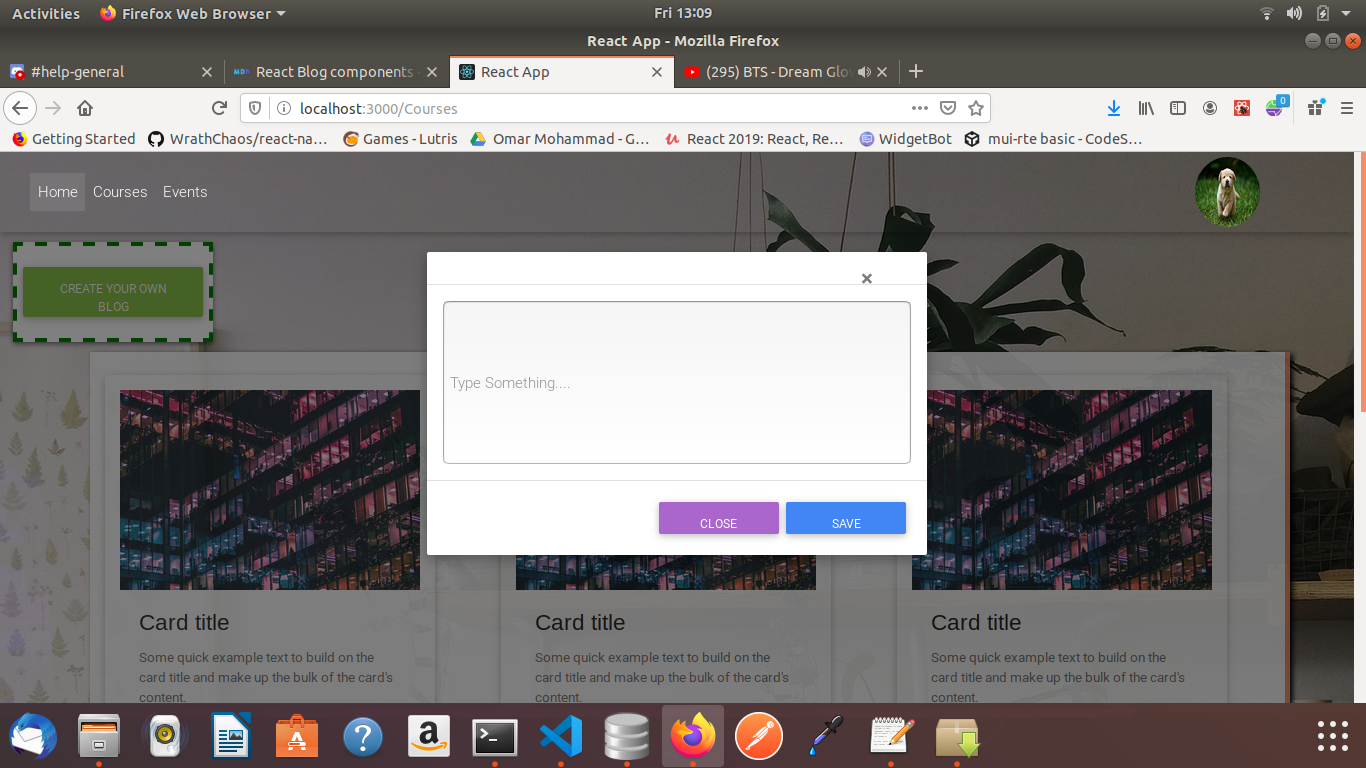 Activities Firefox Web Browser Fri 13:09
React App - Mozilla Firefox
#help-general React Blog components React App (295) BTS - Dream Glo
localhost:3000/Courses
0
Getting Started WrathChaos/react-na… Games - Lutris Omar Mohammad - G… React 2019: React, Re… WidgetBot mui-rte basic - CodeS…
Home Courses Events
CREATE YOUR OWN
BLOG
×
Type Something....
CLOSE SAVE
Card title Card title Card title
Some quick example text to build on the Some quick example text to build on the Some quick example text to build on the
card title and make up the bulk of the card's card title and make up the bulk of the card's card title and make up the bulk of the card's
content. content. content.